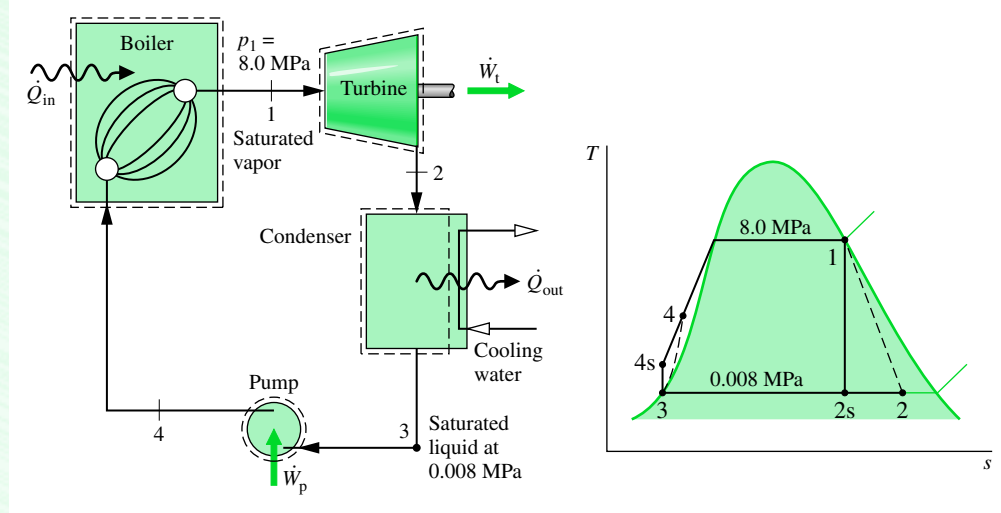 Boiler
p1 =
8.0 MPa
Q̇in
Turbine
Ẇt
1
Saturated
vapor
2
Condenser
Q̇out
Cooling
water
Pump
4
3
Saturated
liquid at
0.008 MPa
Ẇp
T
8.0 MPa
1
4
4s
0.008 MPa
3
2s
2
s